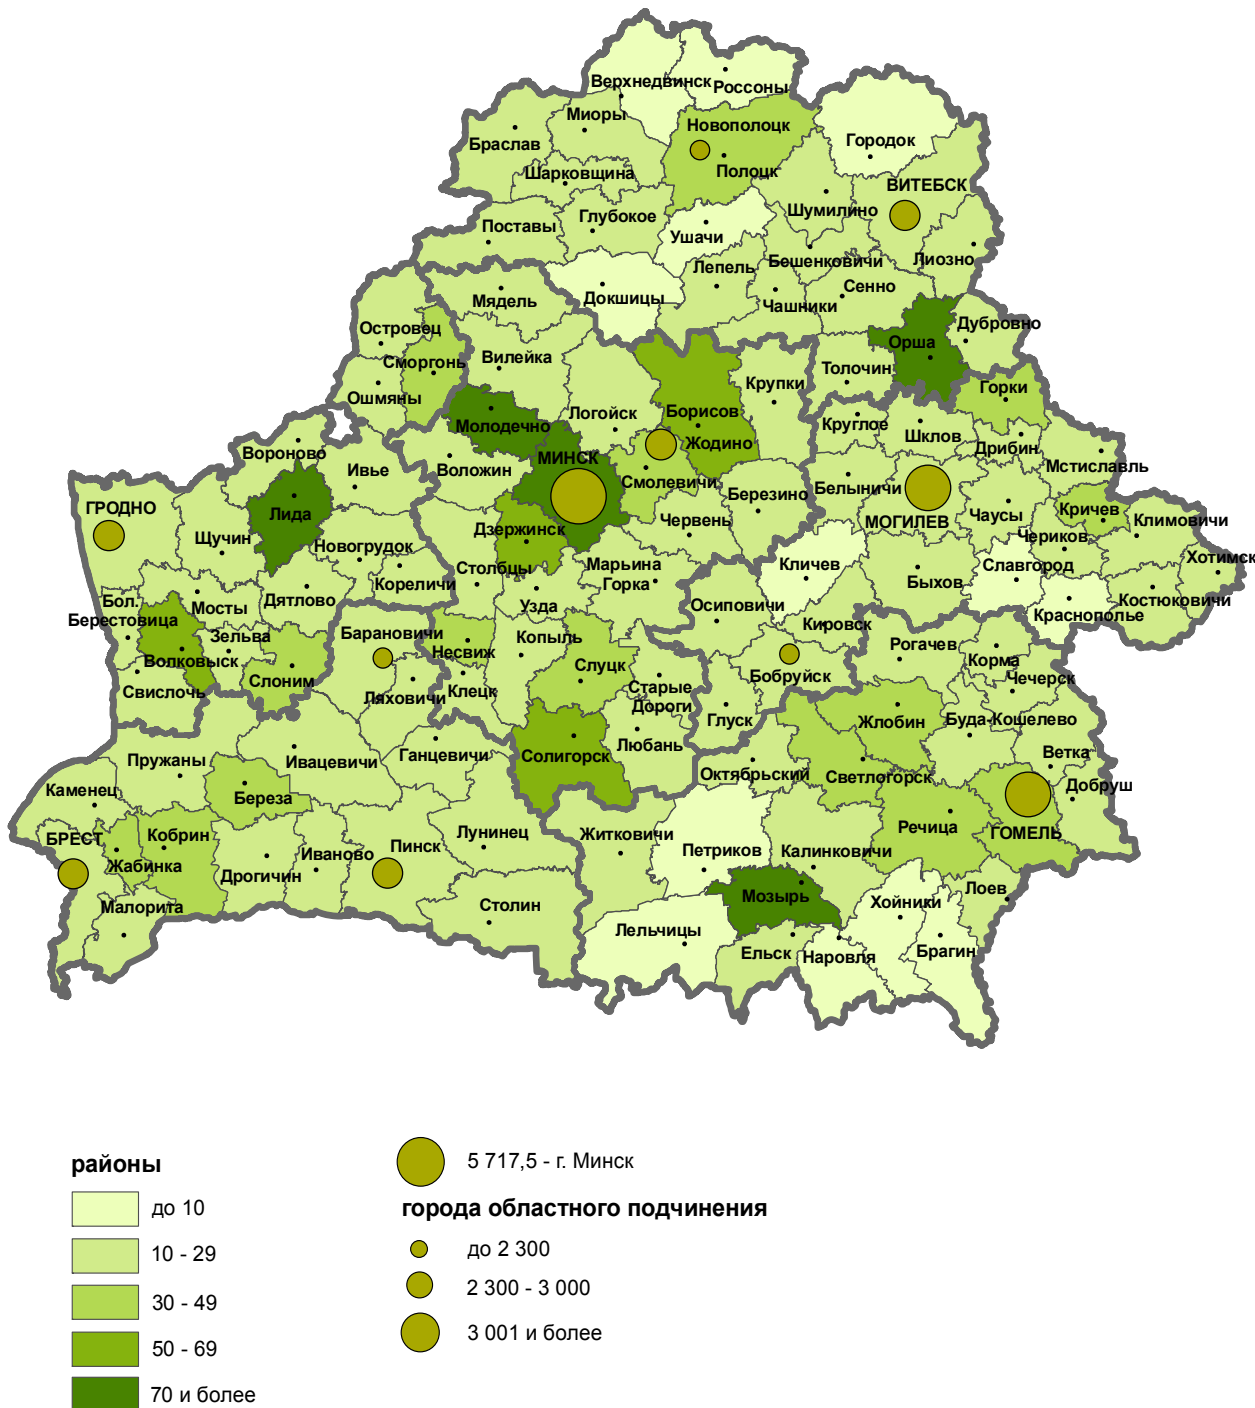 Верхнедвинск
Россоны
Миоры
Новополоцк
Городок
Браслав
Полоцк
Шарковщина
ВИТЕБСК
Глубокое
Шумилино
Поставы
Ушачи
Бешенковичи
Лиозно
Лепель
Сенно
Мядель
Докшицы
Чашники
Островец
Дубровно
Орша
Сморгонь
Вилейка
Толочин
Крупки
Горки
Ошмяны
Логойск
Борисов
Молодечно
Круглое
Шклов
Жодино
Дрибин
Вороново
МИНСК
Мстиславль
Ивье
Воложин
Смолевичи
Белыничи
Березино
ГРОДНО
Лида
Кричев
МОГИЛЕВ
Чаусы
Климовичи
Дзержинск
Червень
Щучин
Чериков
Новогрудок
Хотимск
Столбцы
Марьина
Горка
Кличев
Славгород
Кореличи
Быхов
Бол.
Берестовица
Мосты
Дятлово
Узда
Осиповичи
Костюковичи
Краснополье
Зельва
Барановичи
Копыль
Кировск
Несвиж
Рогачев
Волковыск
Корма
Слуцк
Слоним
Бобруйск
Чечерск
Свислочь
Ляховичи
Клецк
Старые
Дороги
Глуск
Жлобин
Буда-Кошелево
Любань
Пружаны
Ивацевичи
Ганцевичи
Солигорск
Ветка
Октябрьский
Светлогорск
Каменец
Добруш
Береза
Речица
ГОМЕЛЬ
БРЕСТ
Кобрин
Лунинец
Житковичи
Жабинка
Иваново
Пинск
Петриков
Калинковичи
Дрогичин
Лоев
Мозырь
Хойники
Малорита
Столин
Лельчицы
Ельск
Наровля
Брагин
районы
до 10
10 - 29
30 - 49
50 - 69
70 и более
5 717,5 - г. Минск
города областного подчинения
до 2 300
2 300 - 3 000
3 001 и более